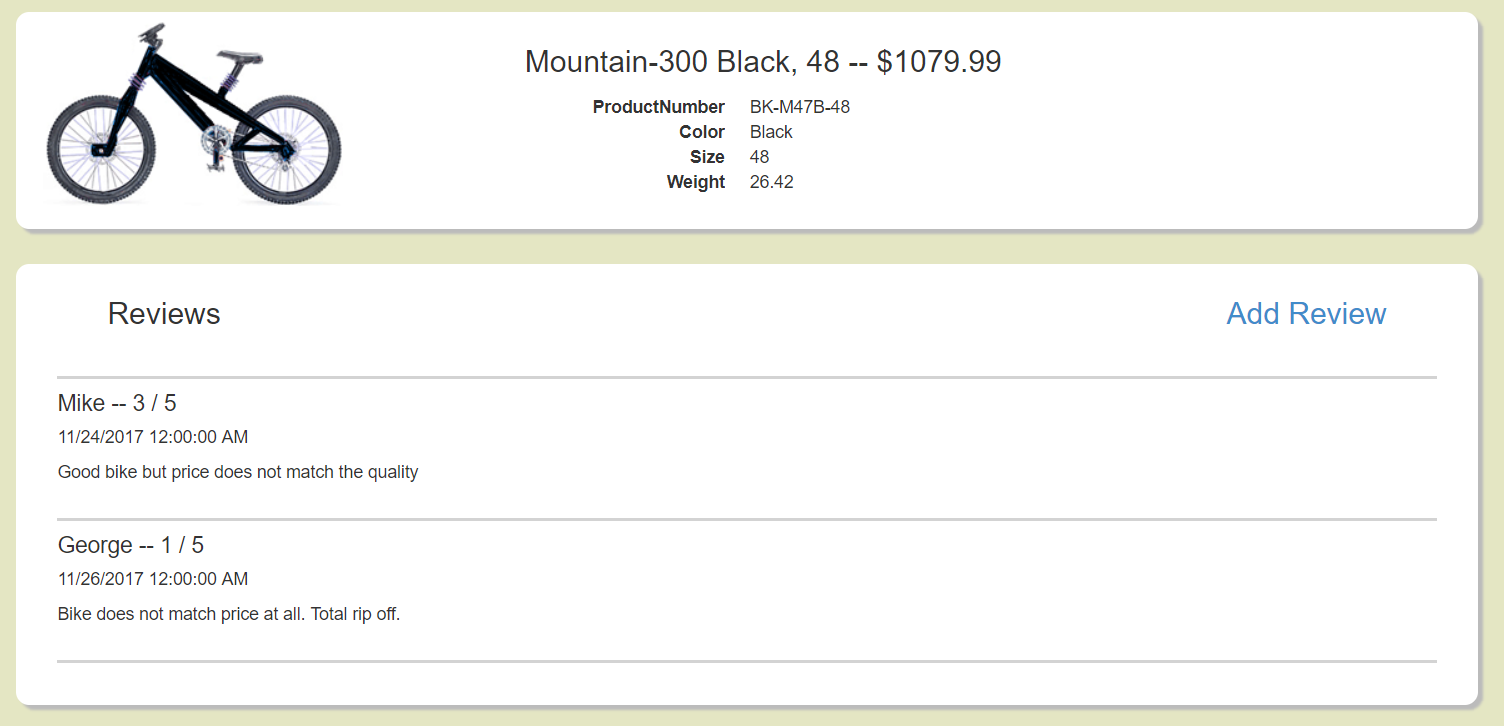 Mountain-300 Black, 48 -- $1079.99
ProductNumber BK-M47B-48
Color Black
Size 48
Weight 26.42
Reviews Add Review
Mike -- 3 / 5
11/24/2017 12:00:00 AM
Good bike but price does not match the quality
George -- 1 / 5
11/26/2017 12:00:00 AM
Bike does not match price at all. Total rip off.